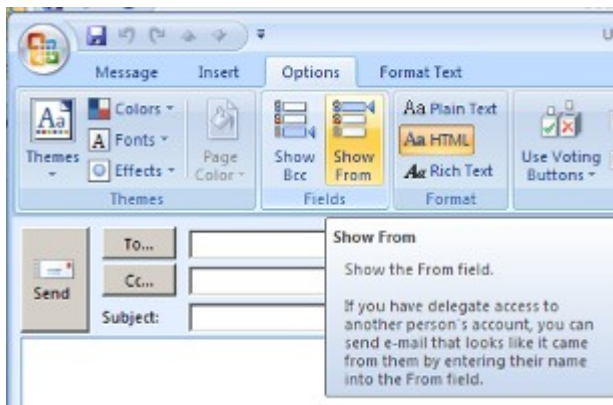 U
Message Insert Options Format Text
Colors
Fonts
Effects
Themes
Page
Color
Themes
Show
Bcc
Show
From
Fields
Aa Plain Text
Aa HTML
Aa Rich Text
Format
Use Voting
Buttons
Send
To...
Cc...
Subject:
Show From
Show the From field.
If you have delegate access to
another person's account, you can
send e-mail that looks like it came
from them by entering their name
into the From field.